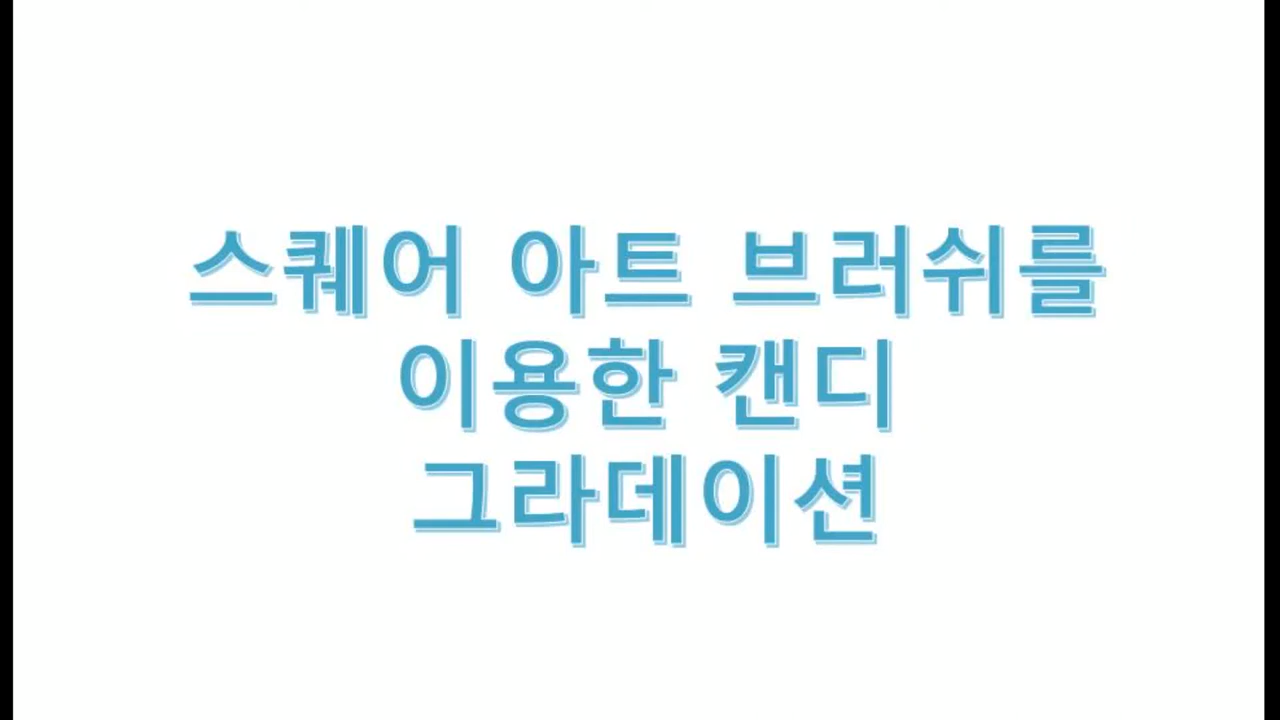 스퀘어 아트 브러쉬를
이용한 캔디
그라데이션